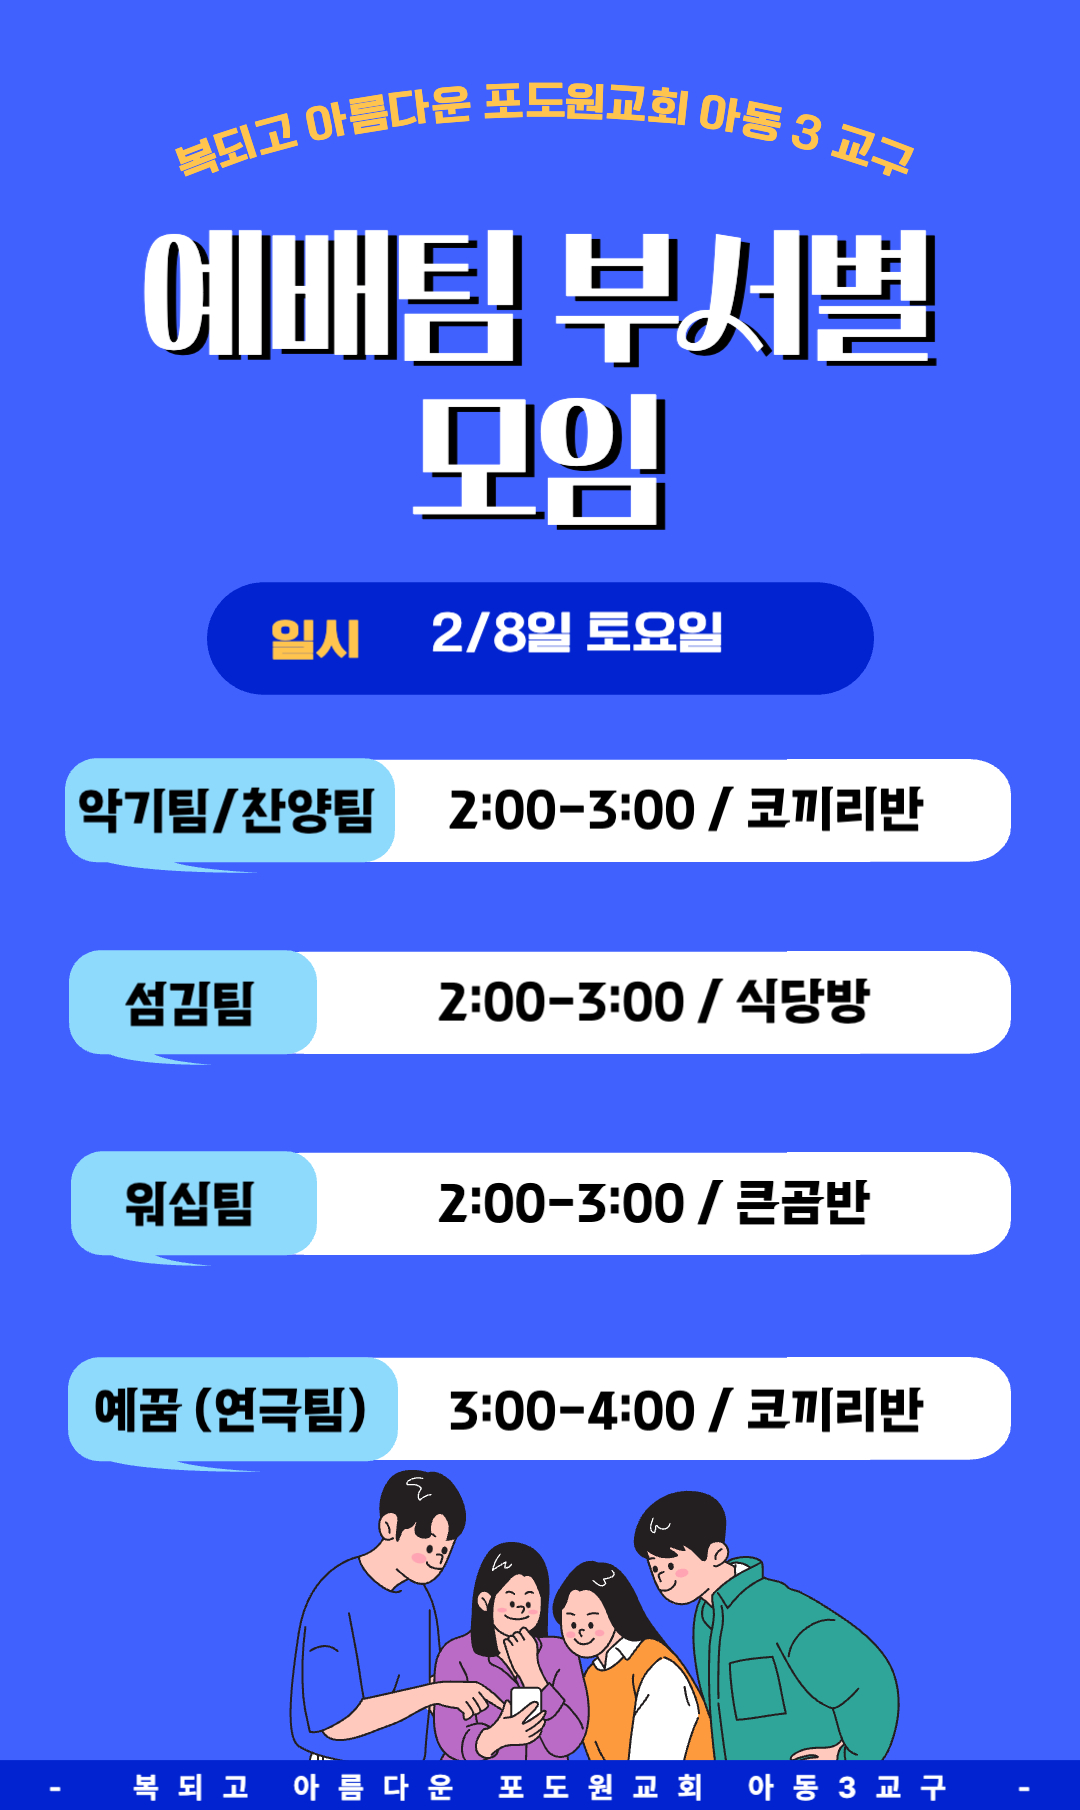 복되고 아름다운 포도원교회 아동 3 교구
예배팀 부서별
모임
일시 2/8일 토요일
악기팀/찬양팀 2:00-3:00 / 코끼리반
섬김팀 2:00-3:00 / 식당방
워십팀 2:00-3:00 / 큰곰반
예꿈 (연극팀) 3:00-4:00 / 코끼리반
- 복되고 아름다운 포도원교회 아동3교구 -